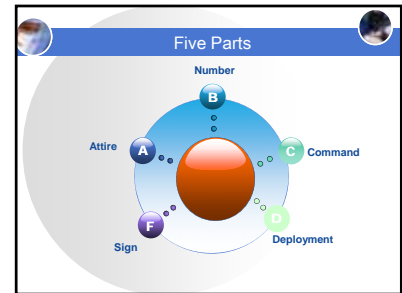 Five Parts
Number
B
Attire
A
C
Command
D
Deployment
F
Sign